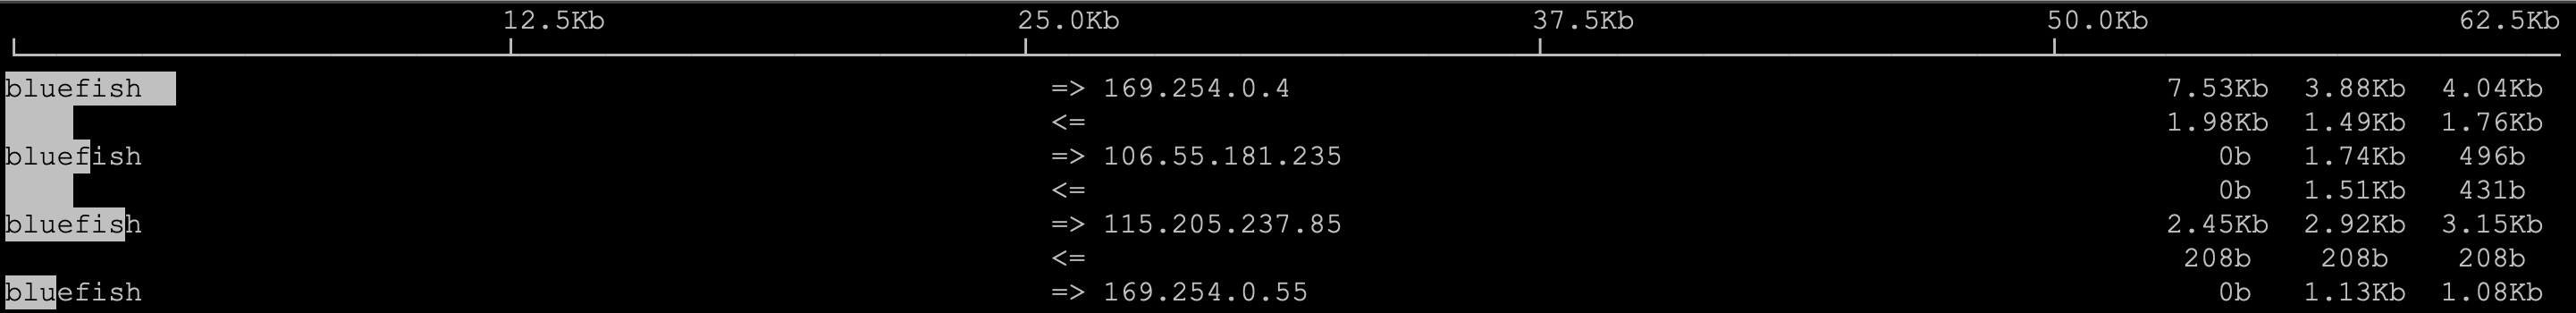 12.5Kb 25.0Kb 37.5Kb 50.0Kb 62.5Kb
bluefish => 169.254.0.4 7.53Kb 3.88Kb 4.04Kb
<= 1.98Kb 1.49Kb 1.76Kb
bluefish => 106.55.181.235 0b 1.74Kb 496b
<= 0b 1.51Kb 431b
bluefish => 115.205.237.85 2.45Kb 2.92Kb 3.15Kb
<= 208b 208b 208b
bluefish => 169.254.0.55 0b 1.13Kb 1.08Kb